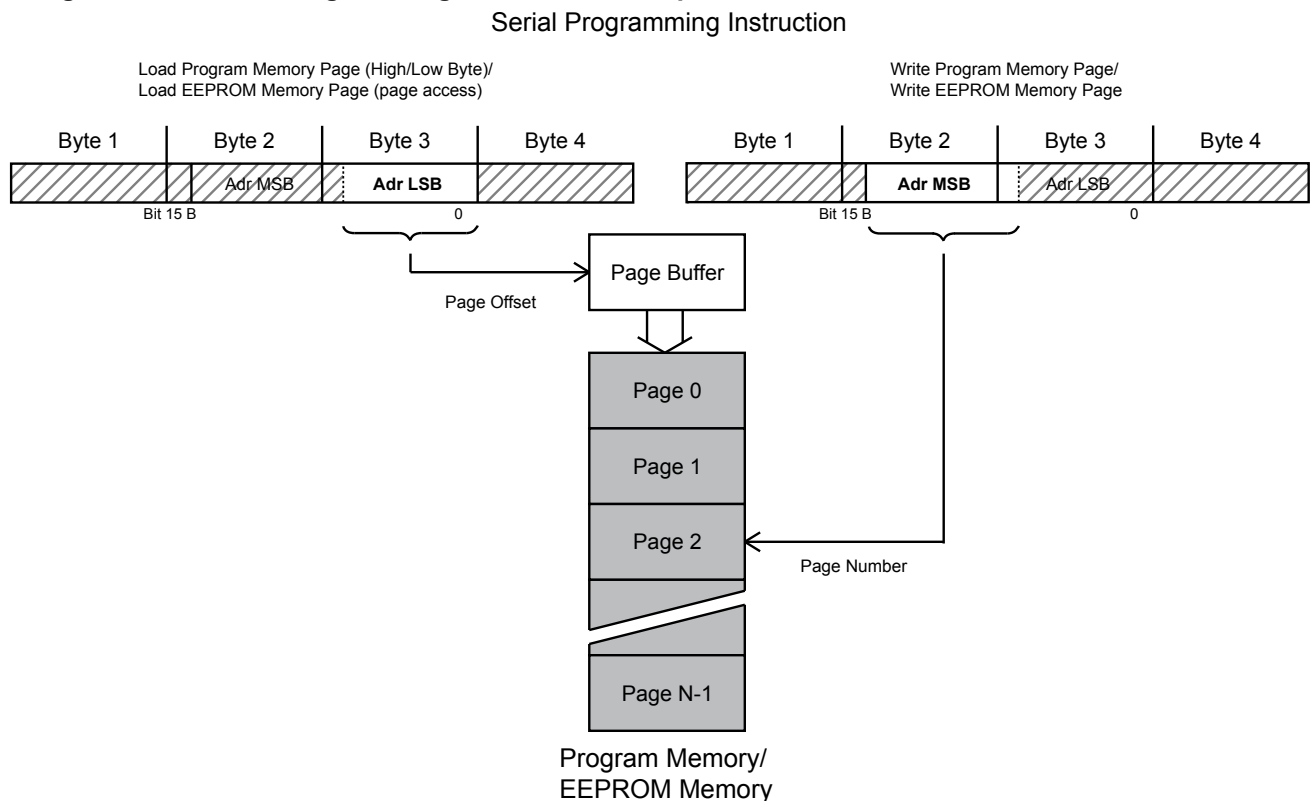 Serial Programming Instruction
Load Program Memory Page (High/Low Byte)/
Load EEPROM Memory Page (page access)
Write Program Memory Page/
Write EEPROM Memory Page
Byte 1 Byte 2 Byte 3 Byte 4
Adr MSB Adr LSB
Bit 15 B 0
Byte 1 Byte 2 Byte 3 Byte 4
Adr MSB Adr LSB
Bit 15 B 0
Page Buffer
Page Offset
Page 0
Page 1
Page 2
Page Number
Page N-1
Program Memory/
EEPROM Memory